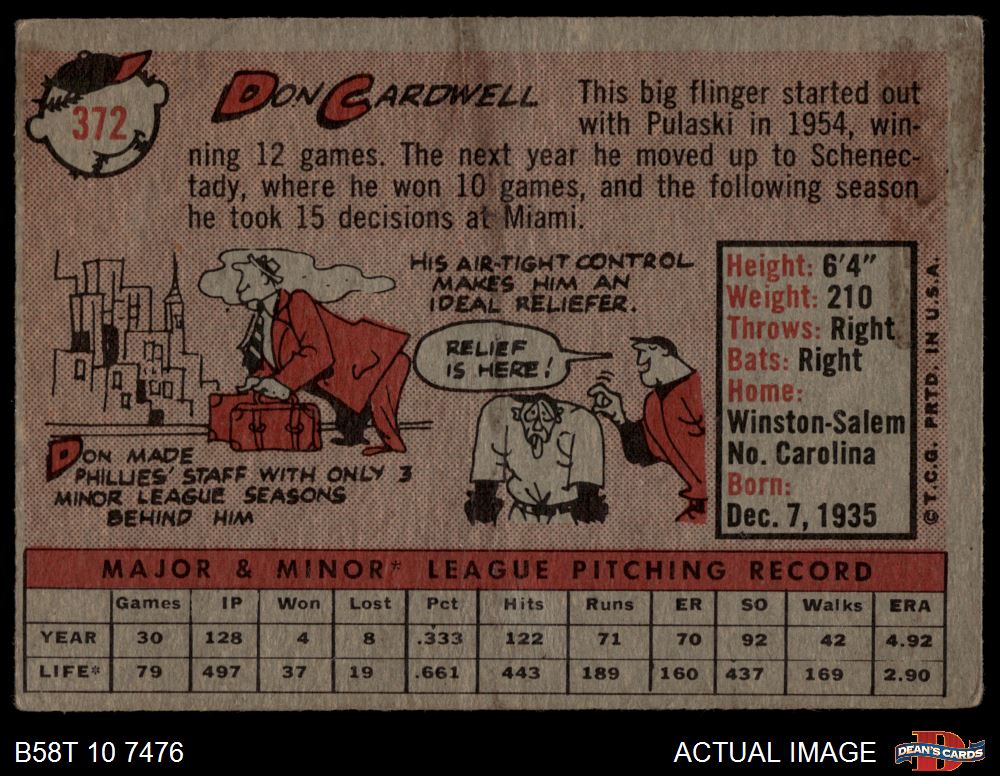 372
DON CARDWELL
This big flinger started out
with Pulaski in 1954, win-
ning 12 games. The next year he moved up to Schenec-
tady, where he won 10 games, and the following season
he took 15 decisions at Miami.
HIS AIR-TIGHT CONTROL
MAKES HIM AN
IDEAL RELIEFER.
RELIEF
IS HERE!
DON MADE
PHILLIES' STAFF WITH ONLY 3
MINOR LEAGUE SEASONS
BEHIND HIM
Height: 6'4"
Weight: 210
Throws: Right
Bats: Right
Home:
Winston-Salem
No. Carolina
Born:
Dec. 7, 1935
© T.C.G. PRTD. IN U.S.A.
MAJOR & MINOR* LEAGUE PITCHING RECORD
Games IP Won Lost Pct Hits Runs ER SO Walks ERA
YEAR 30 128 4 8 .333 122 71 70 92 42 4.92
LIFE* 79 497 37 19 .661 443 189 160 437 169 2.90
B58T 10 7476
ACTUAL IMAGE
DEAN'S CARDS